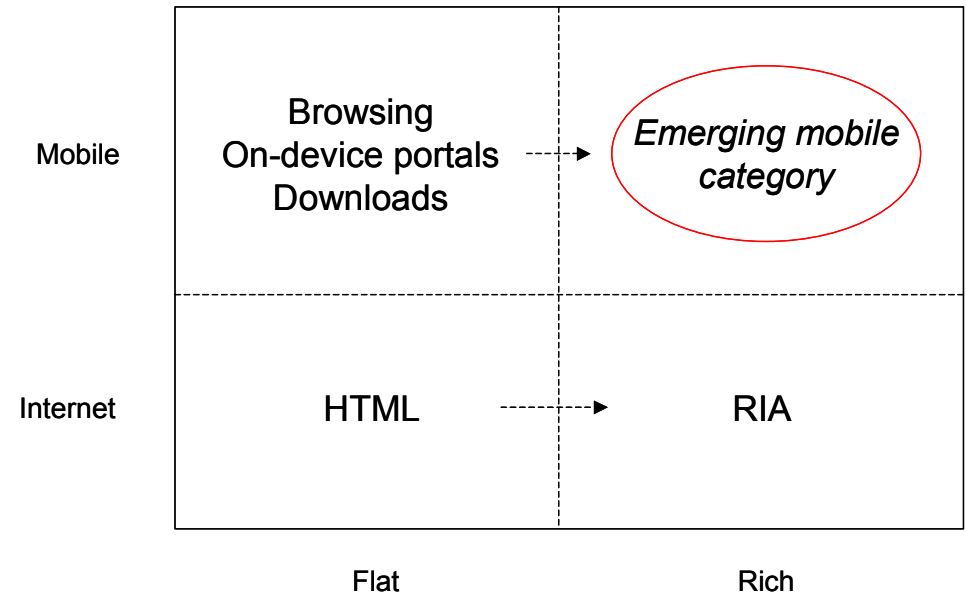 Mobile
Browsing
On-device portals
Downloads
Emerging mobile
category
Internet
HTML
RIA
Flat
Rich